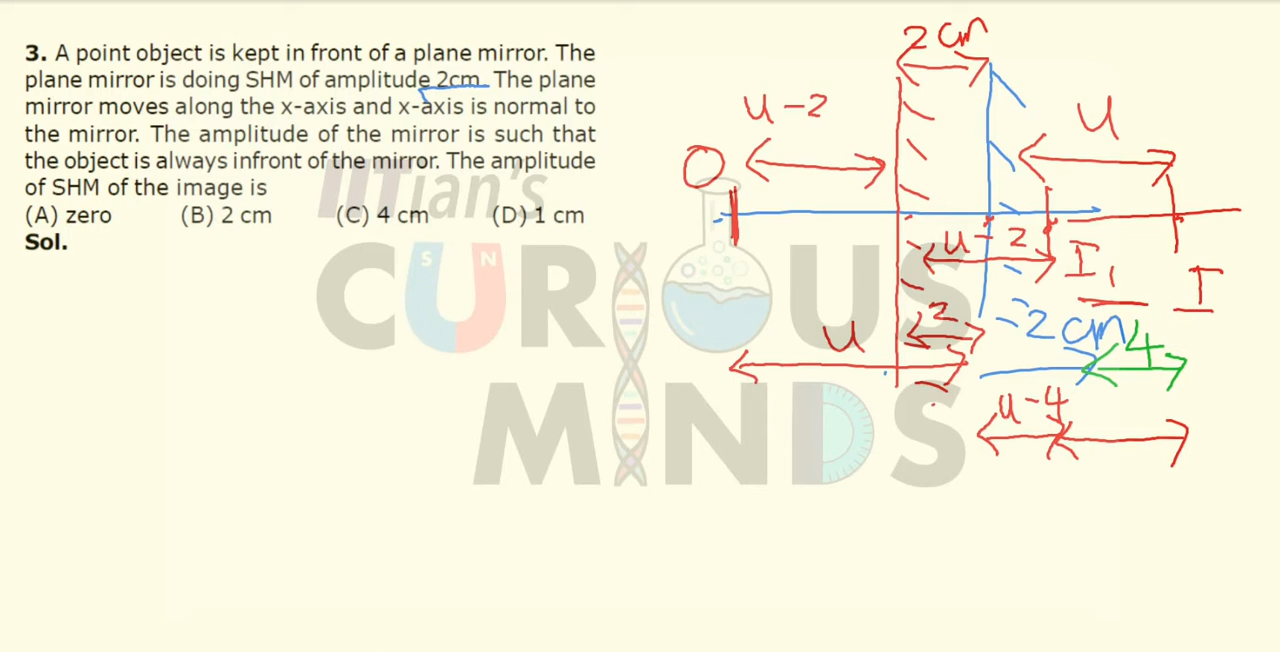 3. A point object is kept in front of a plane mirror. The
plane mirror is doing SHM of amplitude 2cm. The plane
mirror moves along the x-axis and x-axis is normal to
the mirror. The amplitude of the mirror is such that
the object is always infront of the mirror. The amplitude
of SHM of the image is
(A) zero (B) 2 cm (C) 4 cm (D) 1 cm
Sol.
IITian's
CURIOUS
S N
MINDS
2 cm
u-2
u
O
u-2
I1
I
2
-2 cm
4
u
u-4